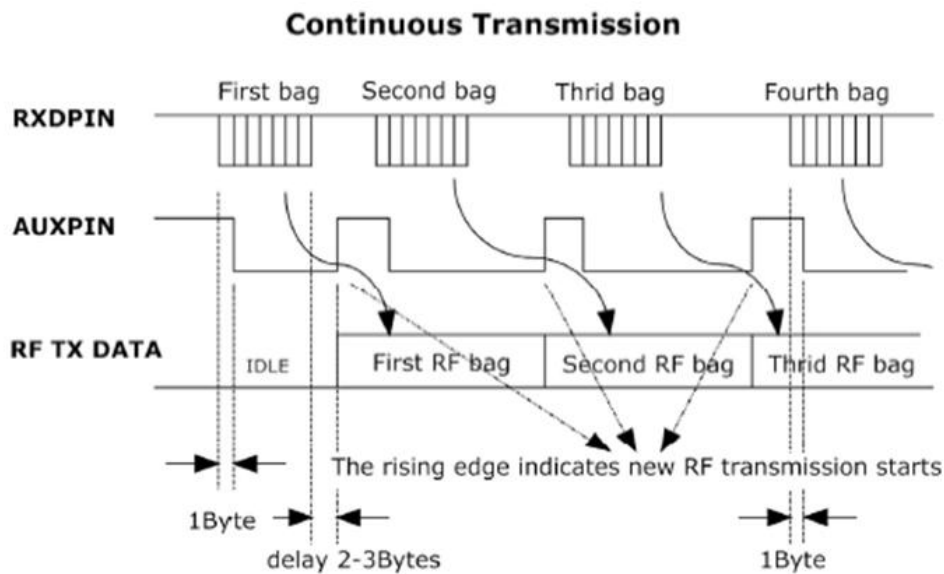 Continuous Transmission
First bag Second bag Thrid bag Fourth bag
RXDPIN
AUXPIN
RF TX DATA
IDLE First RF bag Second RF bag Thrid RF bag
The rising edge indicates new RF transmission starts
1Byte
delay 2-3Bytes
1Byte